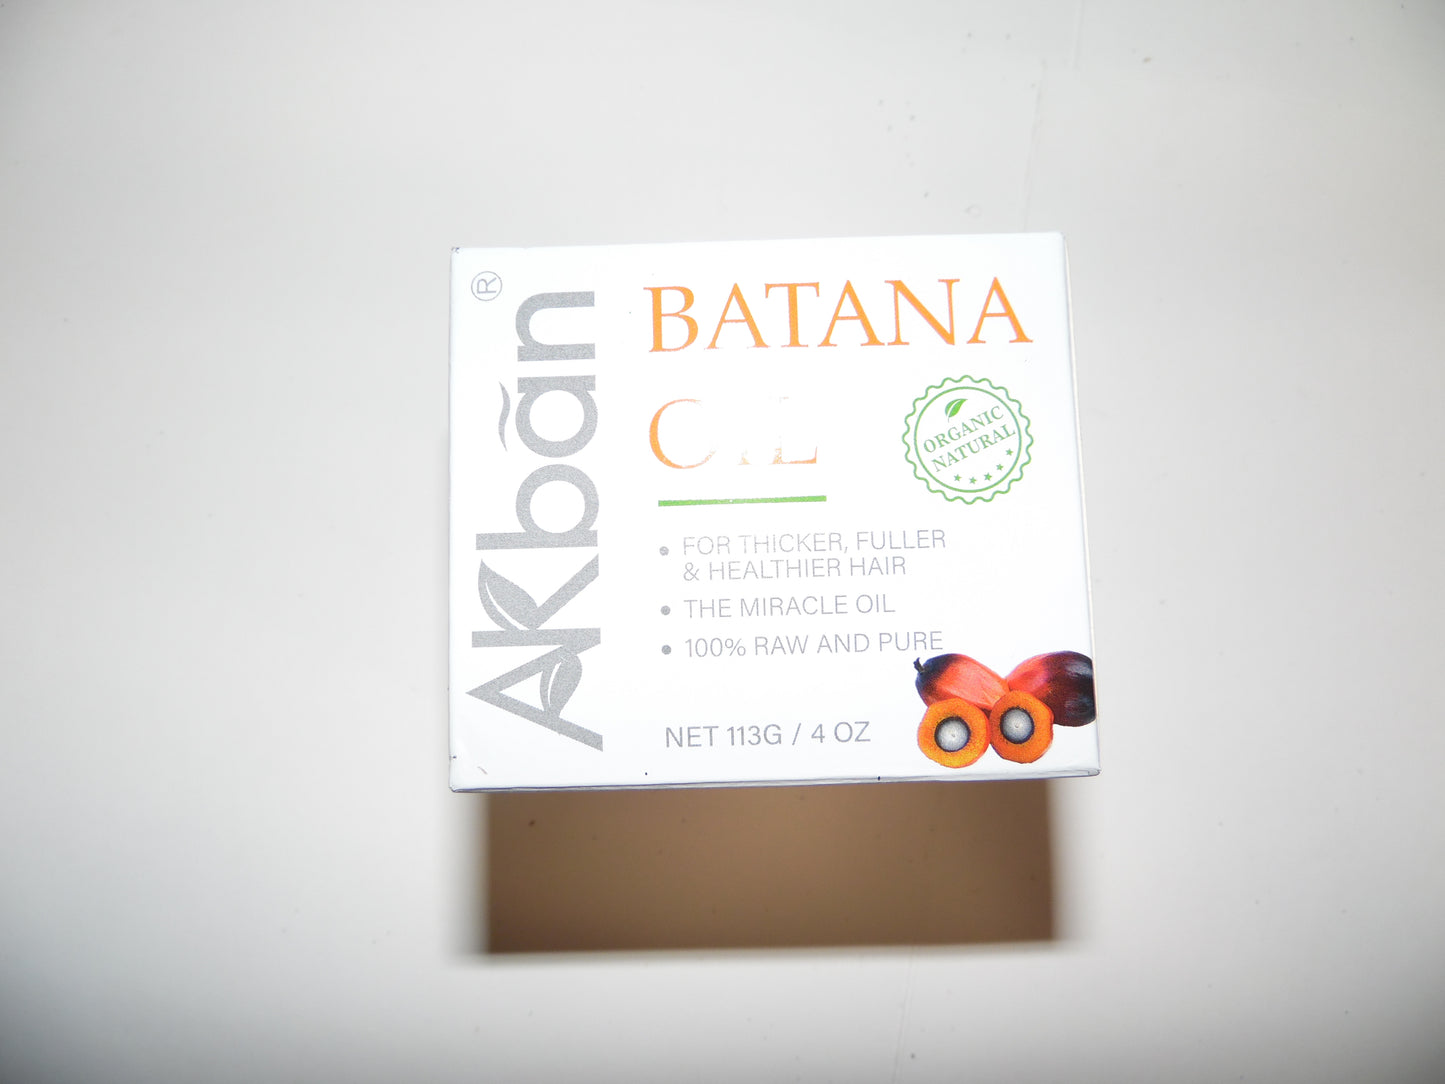 Akbān®
BATANA
OIL
ORGANIC
NATURAL
• FOR THICKER, FULLER
& HEALTHIER HAIR
• THE MIRACLE OIL
• 100% RAW AND PURE
NET 113G / 4 OZ